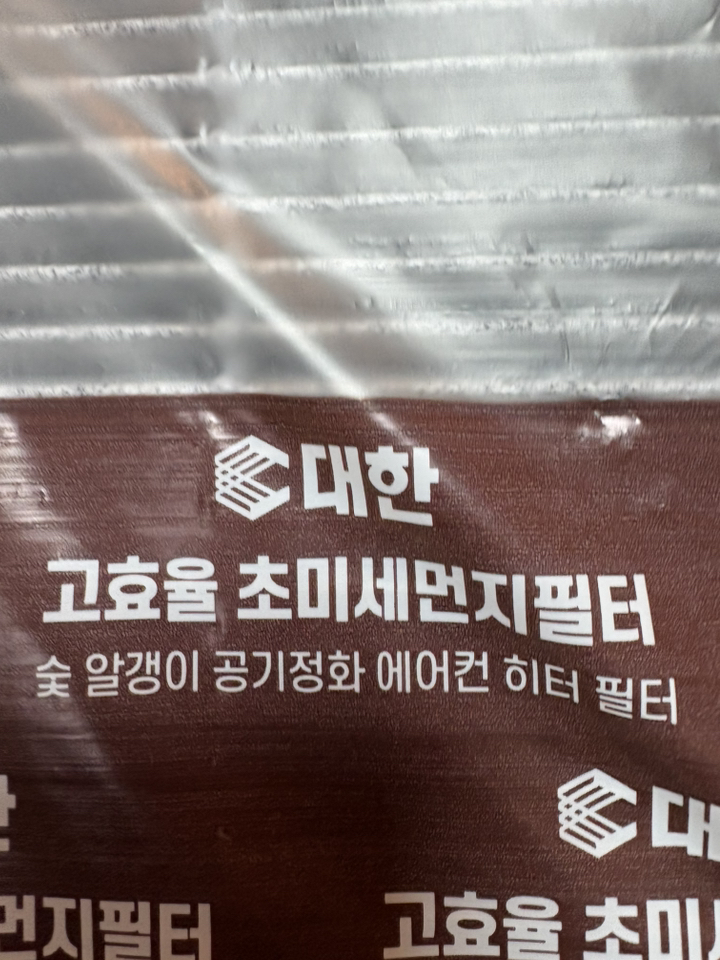 대한
고효율 초미세먼지필터
숯 알갱이 공기정화 에어컨 히터 필터
대
먼지필터
고효율 초미